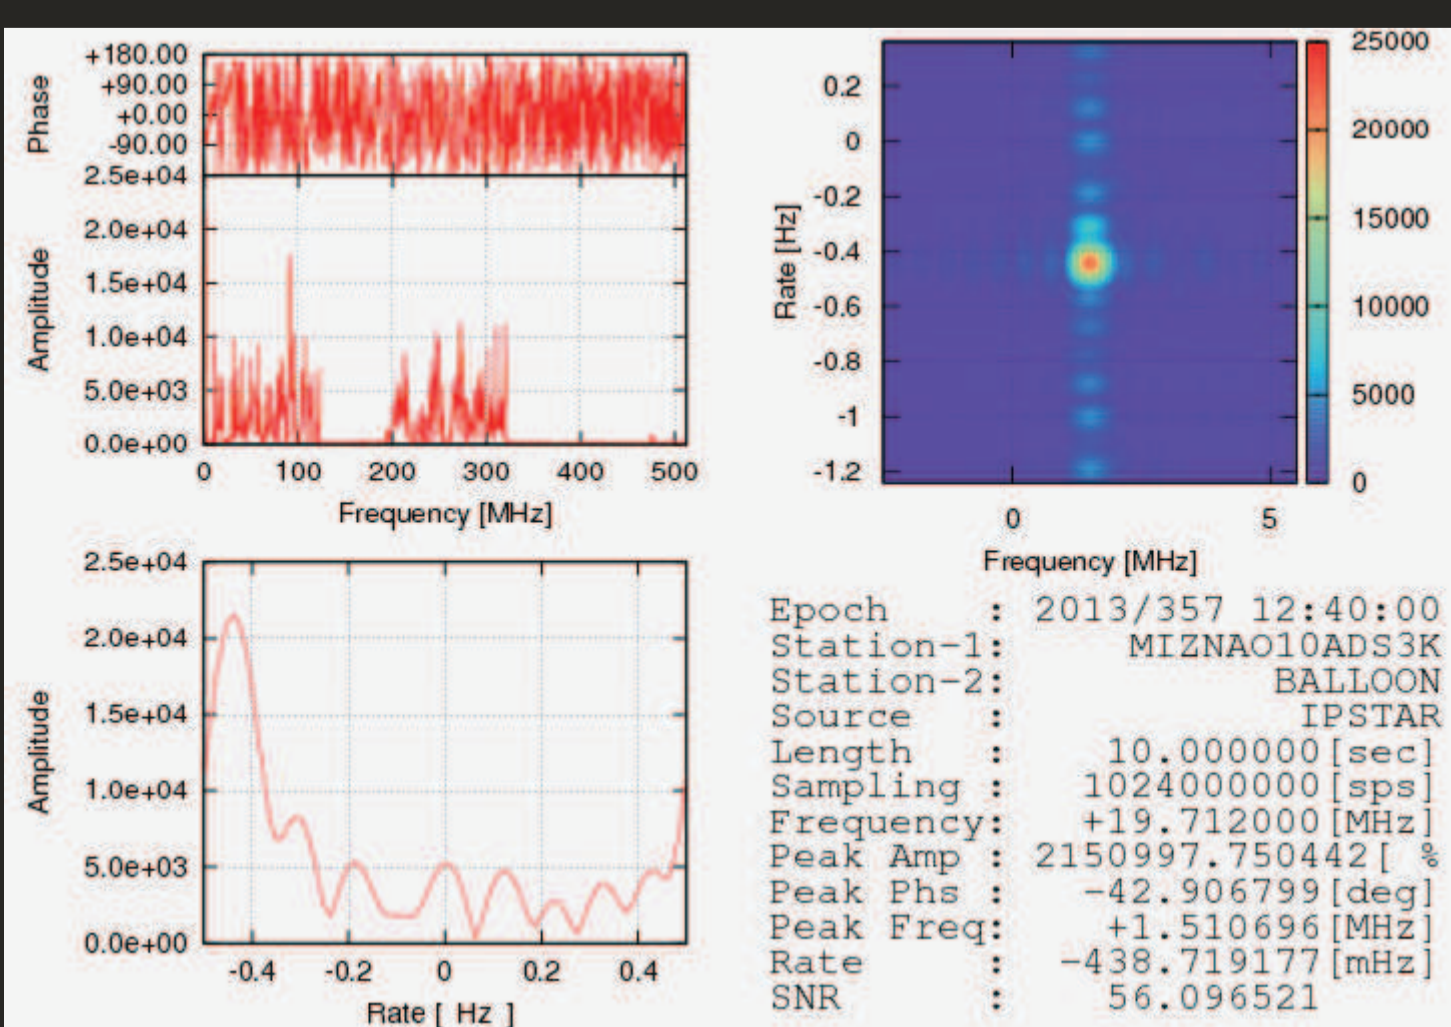 +180.00
+90.00
+0.00
-90.00
Phase
2.5e+04
2.0e+04
1.5e+04
1.0e+04
5.0e+03
0.0e+00
Amplitude
0 100 200 300 400 500
Frequency [MHz]
0.2
0
-0.2
-0.4
-0.6
-0.8
-1
-1.2
Rate [Hz]
0 5
Frequency [MHz]
25000
20000
15000
10000
5000
0
2.5e+04
2.0e+04
1.5e+04
1.0e+04
5.0e+03
0.0e+00
Amplitude
-0.4 -0.2 0 0.2 0.4
Rate [ Hz ]
Epoch : 2013/357 12:40:00
Station-1: MIZNAO10ADS3K
Station-2: BALLOON
Source : IPSTAR
Length : 10.000000[sec]
Sampling : 1024000000[sps]
Frequency: +19.712000[MHz]
Peak Amp : 2150997.750442[ %
Peak Phs : -42.906799[deg]
Peak Freq: +1.510696[MHz]
Rate : -438.719177[mHz]
SNR : 56.096521